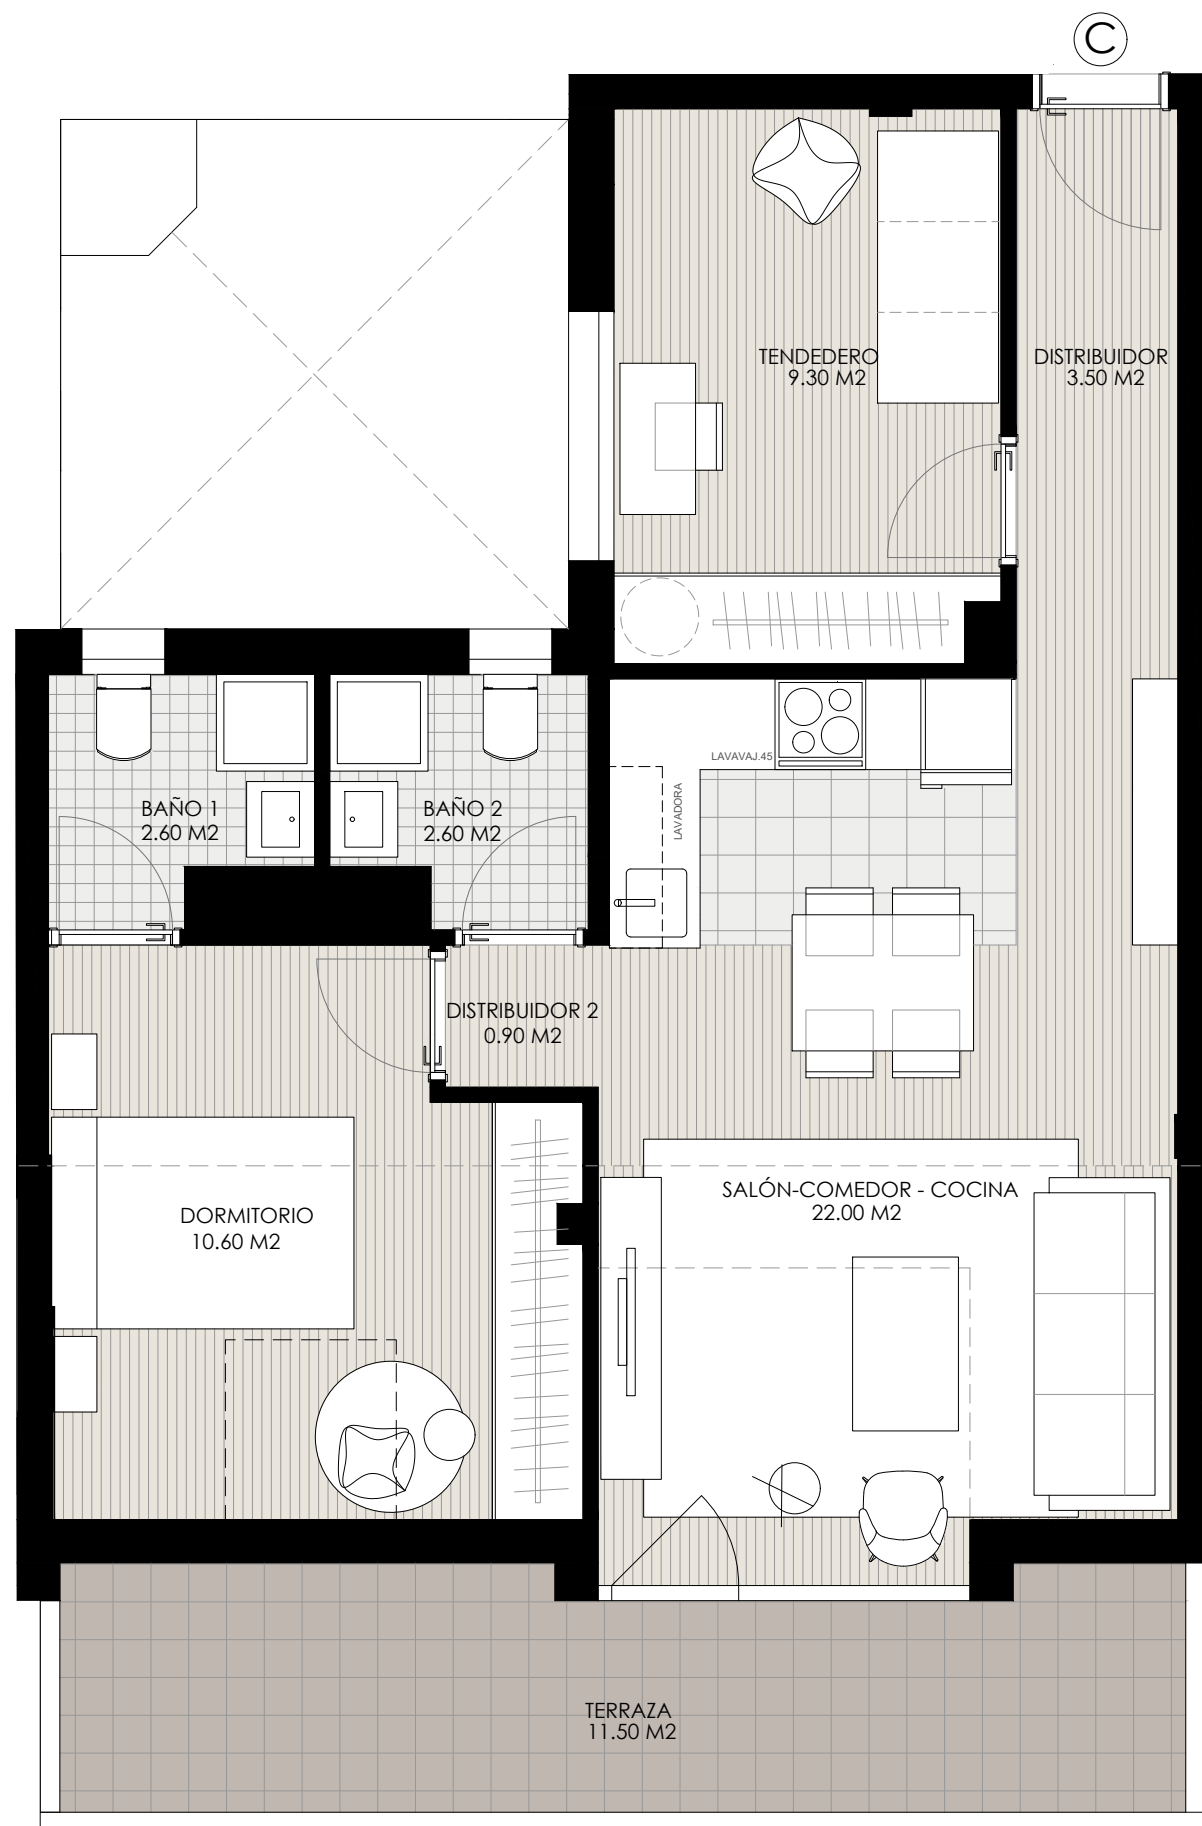 C
TENDEDERO
9.30 M2
DISTRIBUIDOR
3.50 M2
LAVAVAJ.45
LAVADORA
BAÑO 1
2.60 M2
BAÑO 2
2.60 M2
DISTRIBUIDOR 2
0.90 M2
SALÓN-COMEDOR - COCINA
22.00 M2
DORMITORIO
10.60 M2
TERRAZA
11.50 M2